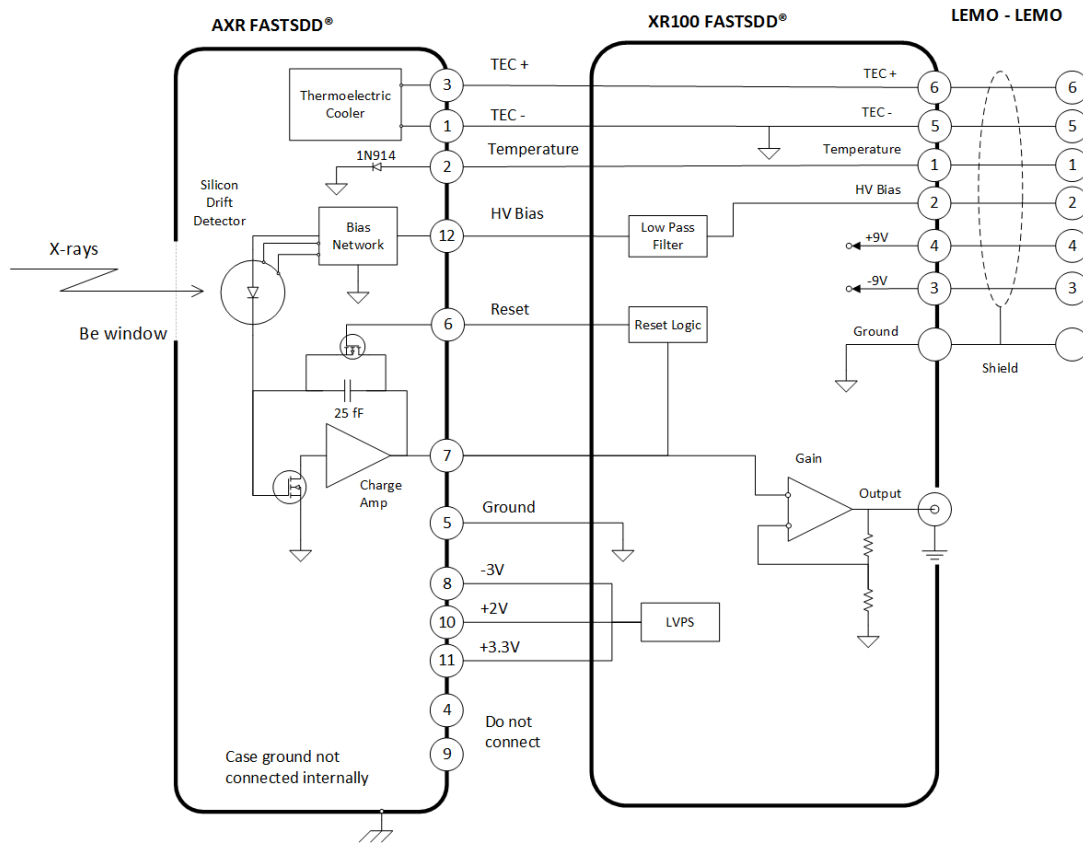 AXR FASTSDD®
XR100 FASTSDD®
LEMO - LEMO
Thermoelectric
Cooler
3
TEC +
TEC +
6
6
1
TEC -
TEC -
5
5
1N914
2
Temperature
Temperature
1
1
Silicon
Drift
Detector
Bias
Network
12
HV Bias
Low Pass
Filter
HV Bias
2
2
X-rays
+9V
4
4
-9V
3
3
Be window
6
Reset
Reset Logic
Ground
Shield
25 fF
Charge
Amp
7
Gain
Output
5
Ground
8
-3V
10
+2V
LVPS
11
+3.3V
4
Do not
connect
9
Case ground not
connected internally